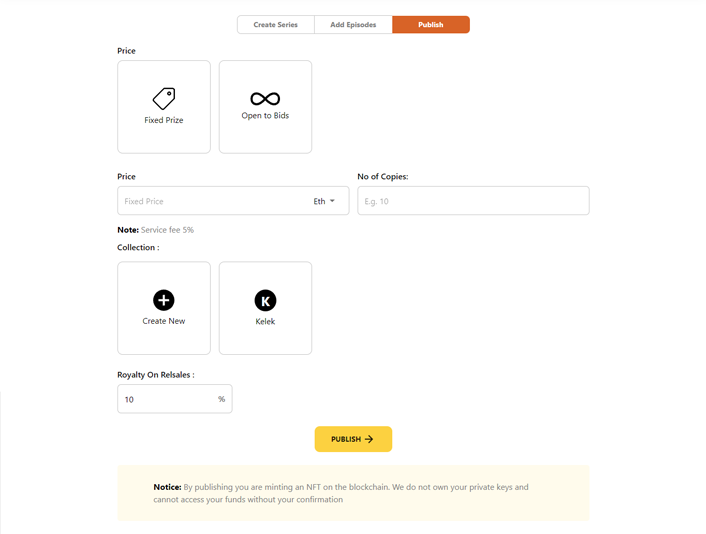 Create Series Add Episodes Publish
Price
Fixed Prize Open to Bids
Price No of Copies:
Fixed Price Eth E.g. 10
Note: Service fee 5%
Collection :
K
Create New Kelek
Royalty On Relsales :
10 %
PUBLISH
Notice: By publishing you are minting an NFT on the blockchain. We do not own your private keys and
cannot access your funds without your confirmation